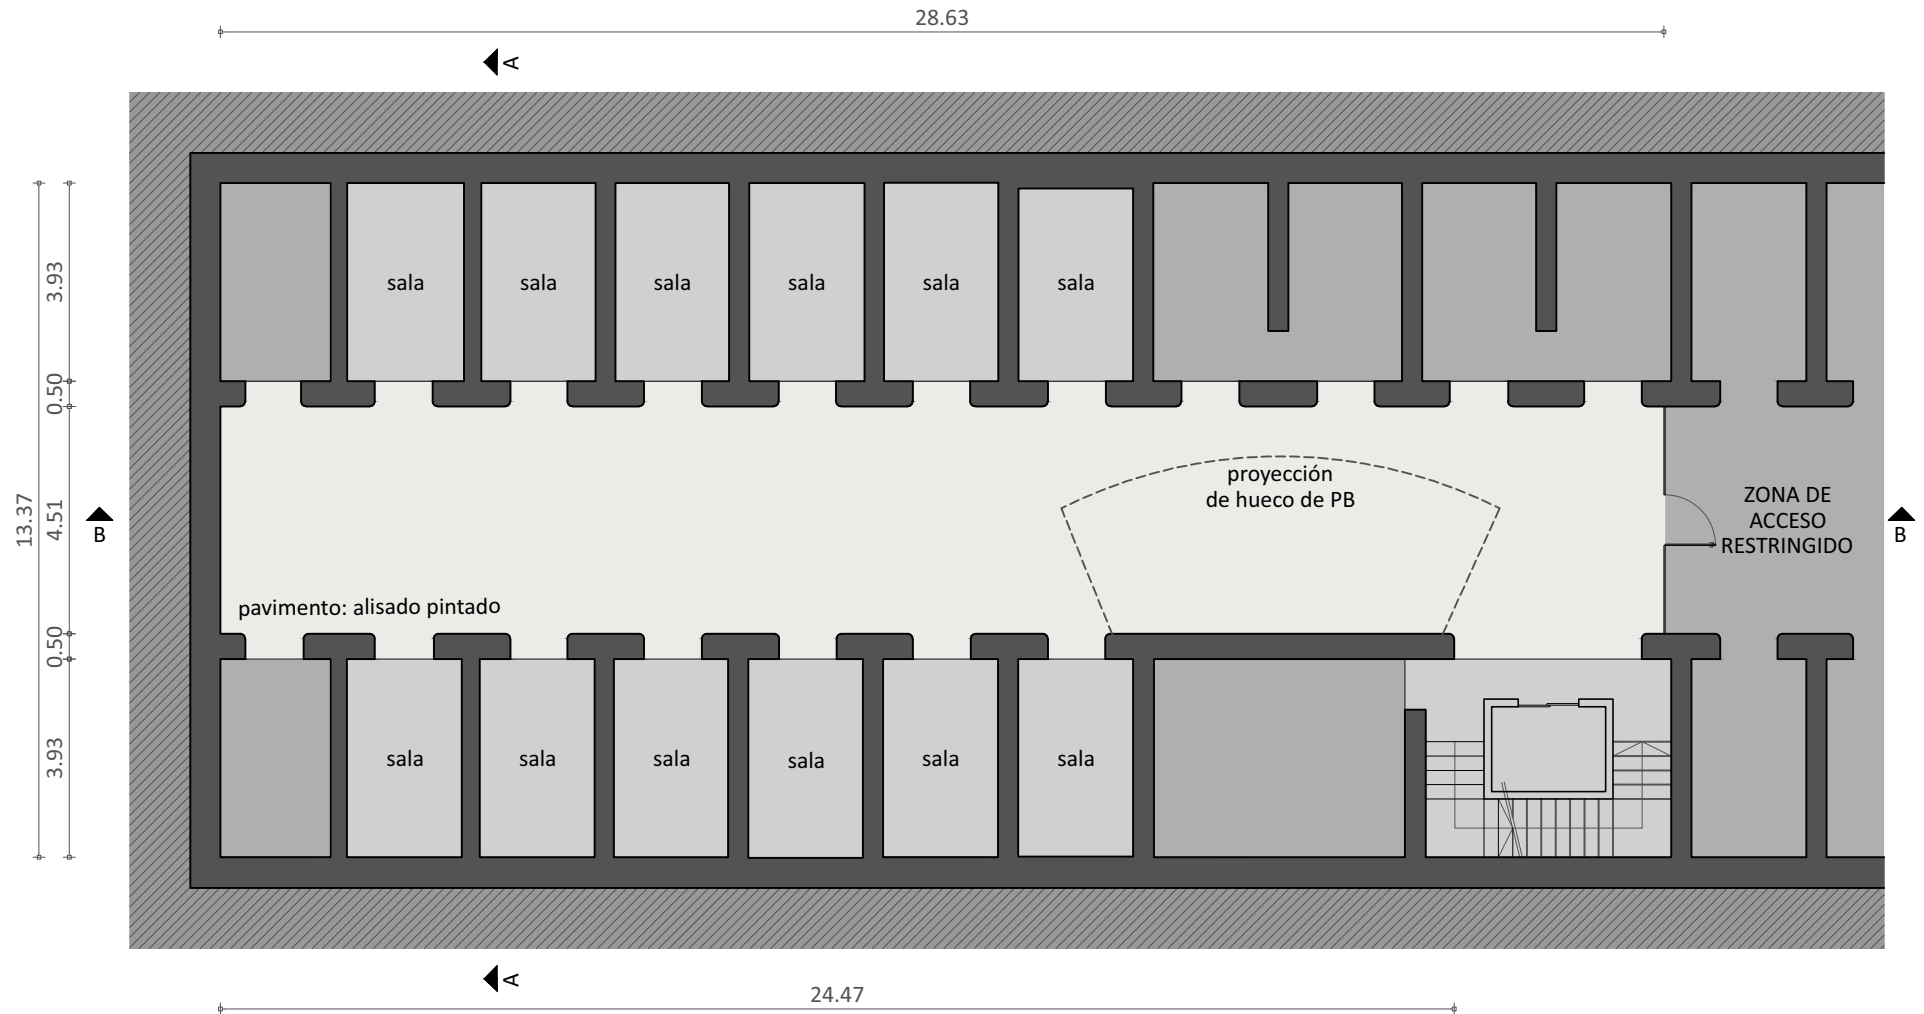 28.63
A
sala
sala
sala
sala
sala
sala
3.93
0.50
4.51
13.37
0.50
3.93
proyección
de hueco de PB
ZONA DE
ACCESO
RESTRINGIDO
B
B
pavimento: alisado pintado
sala
sala
sala
sala
sala
sala
A
24.47